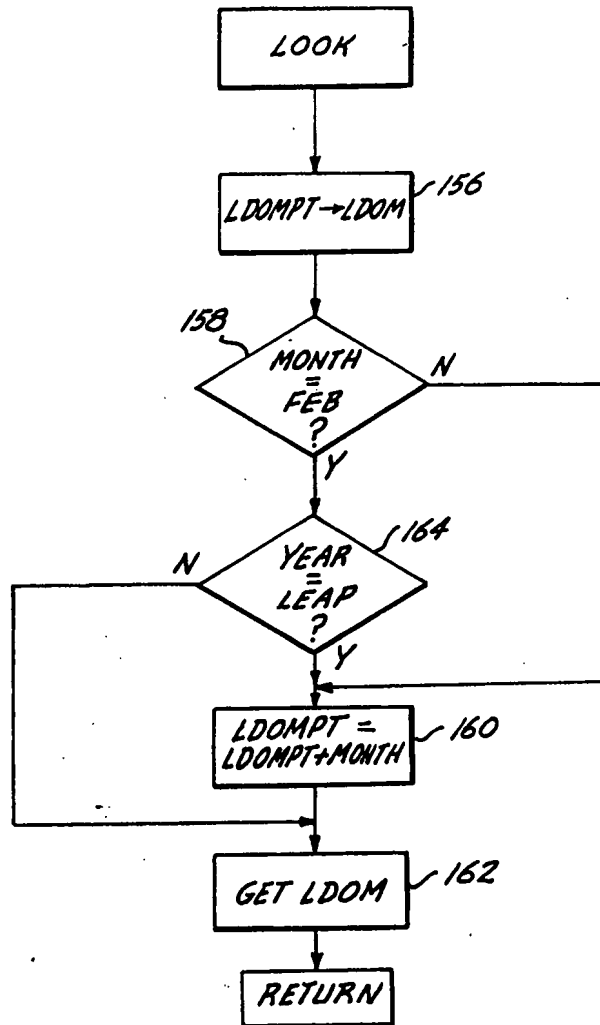 LOOK
LDOMPT→LDOM
156
158
MONTH
=
FEB
?
N
Y
164
YEAR
=
LEAP
?
N
Y
LDOMPT =
LDOMPT+MONTH
160
GET LDOM
162
RETURN